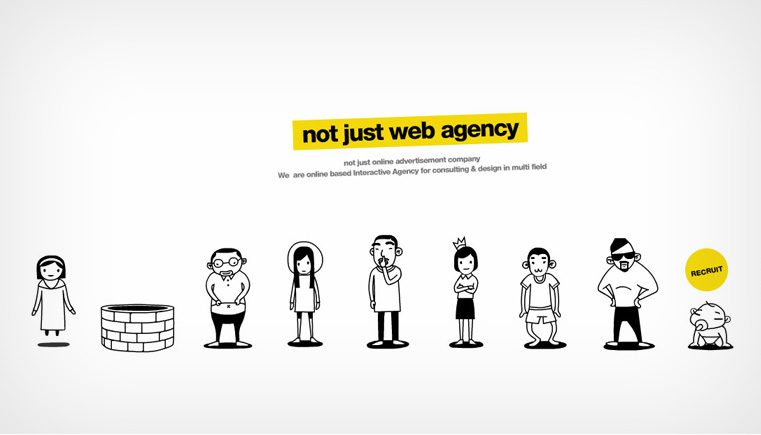 not just web agency
not just online advertisement company
We are online based Interactive Agency for consulting & design in multi field
RECRUIT